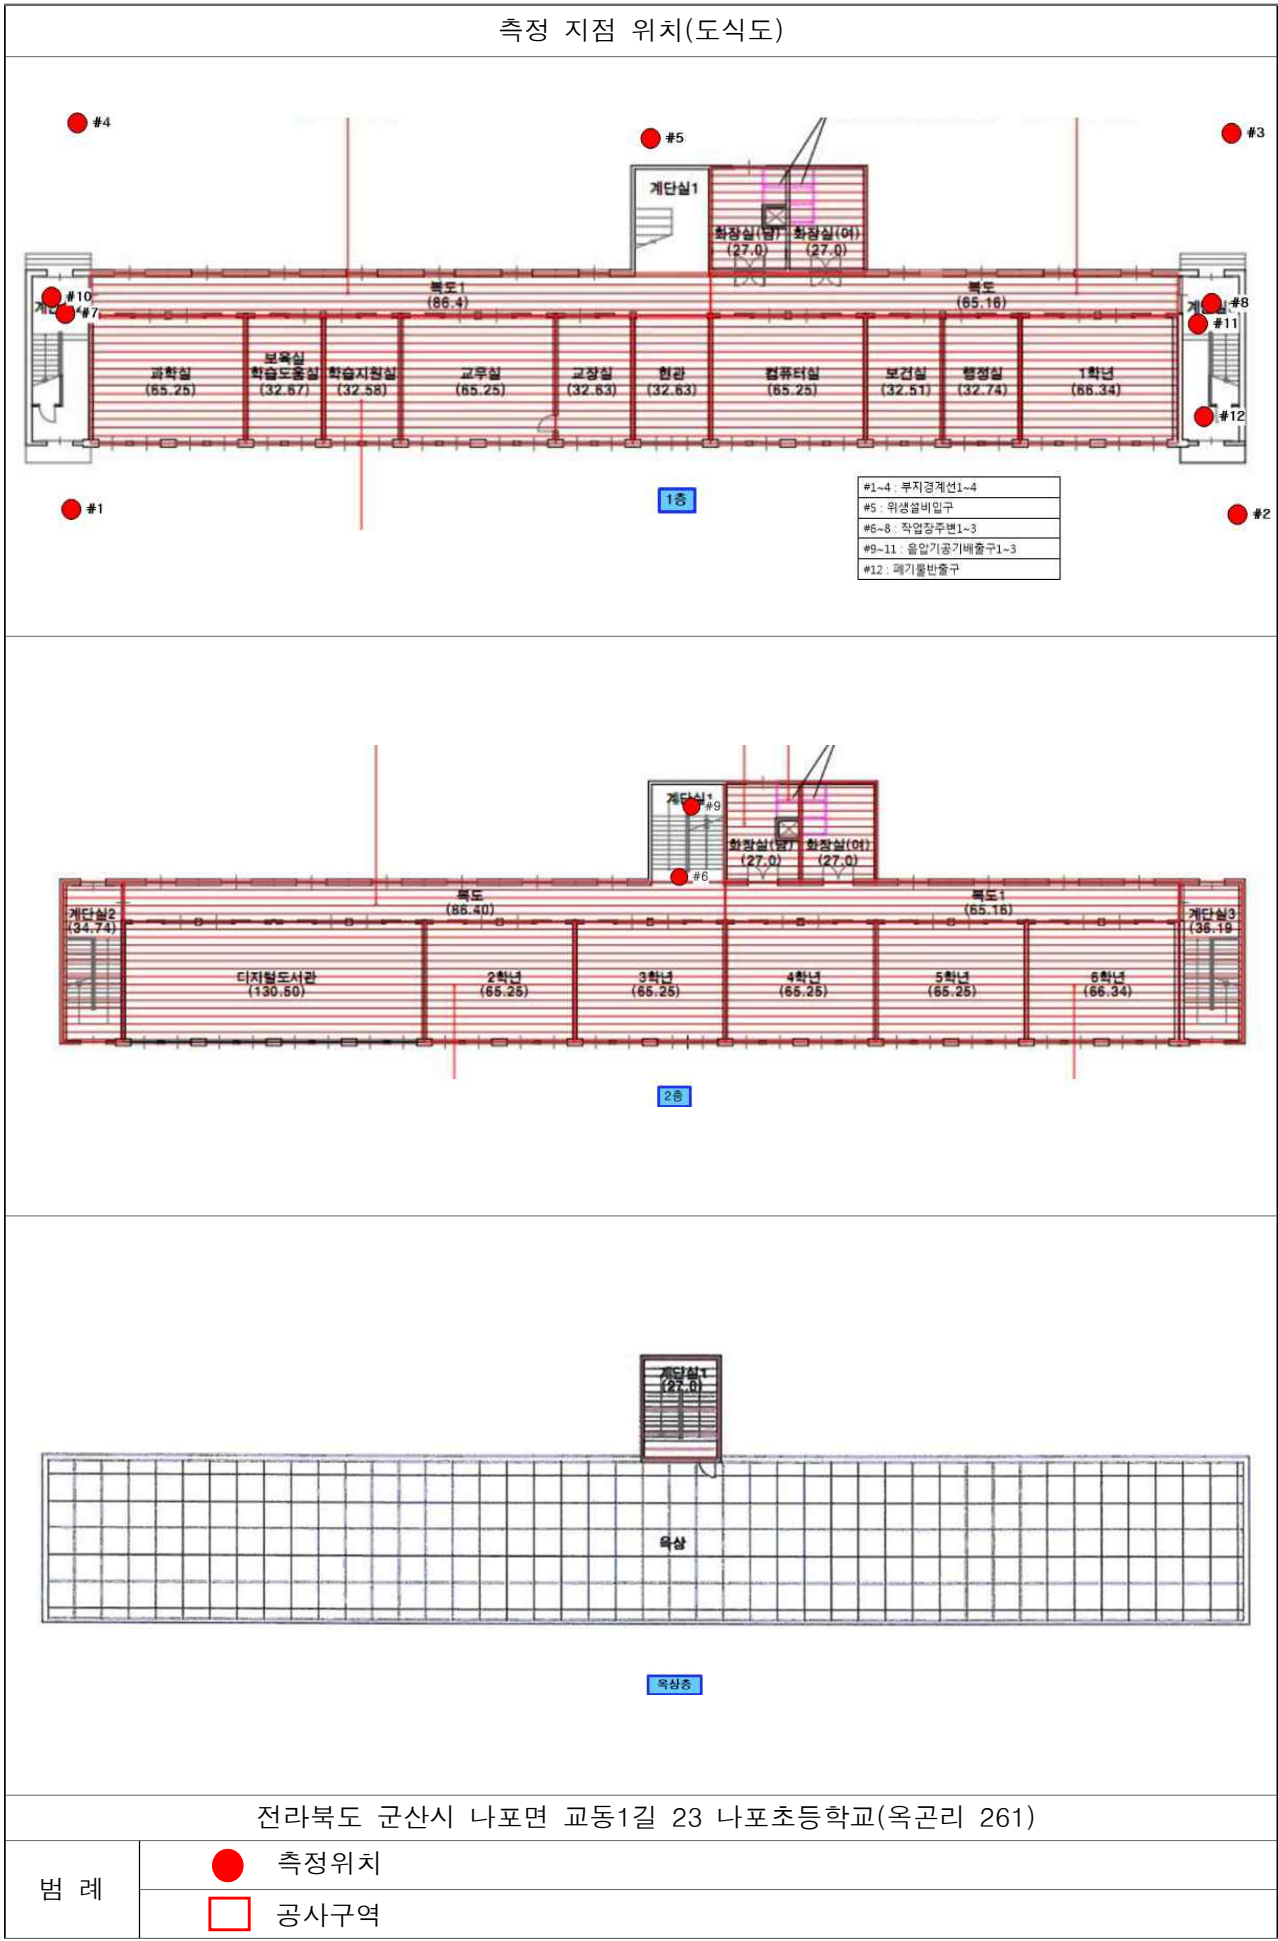 측정 지점 위치(도식도)
#4
#5
#3
계단실1
화장실(남)
(27.0)
화장실(여)
(27.0)
#10
#7
복도1
(86.4)
복도
(65.16)
#8
#11
과학실
(65.25)
보육실
학습도움실
(32.67)
학습지원실
(32.58)
교무실
(65.25)
교장실
(32.63)
현관
(32.63)
컴퓨터실
(65.25)
보건실
(32.51)
행정실
(32.74)
1학년
(66.34)
#12
#1
1층
#2
#1~4 : 부지경계선1~4
#5 : 위생설비입구
#6~8 : 작업장주변1~3
#9~11 : 음압기공기배출구1~3
#12 : 폐기물반출구
계단실1
#9
화장실(남)
(27.0)
화장실(여)
(27.0)
#6
계단실2
(34.74)
복도
(86.40)
복도1
(65.16)
계단실3
(36.19
디지털도서관
(130.50)
2학년
(65.25)
3학년
(65.25)
4학년
(65.25)
5학년
(65.25)
6학년
(66.34)
2층
계단실1
(27.0)
옥상
옥상층
전라북도 군산시 나포면 교동1길 23 나포초등학교(옥곤리 261)
범 례
측정위치
공사구역